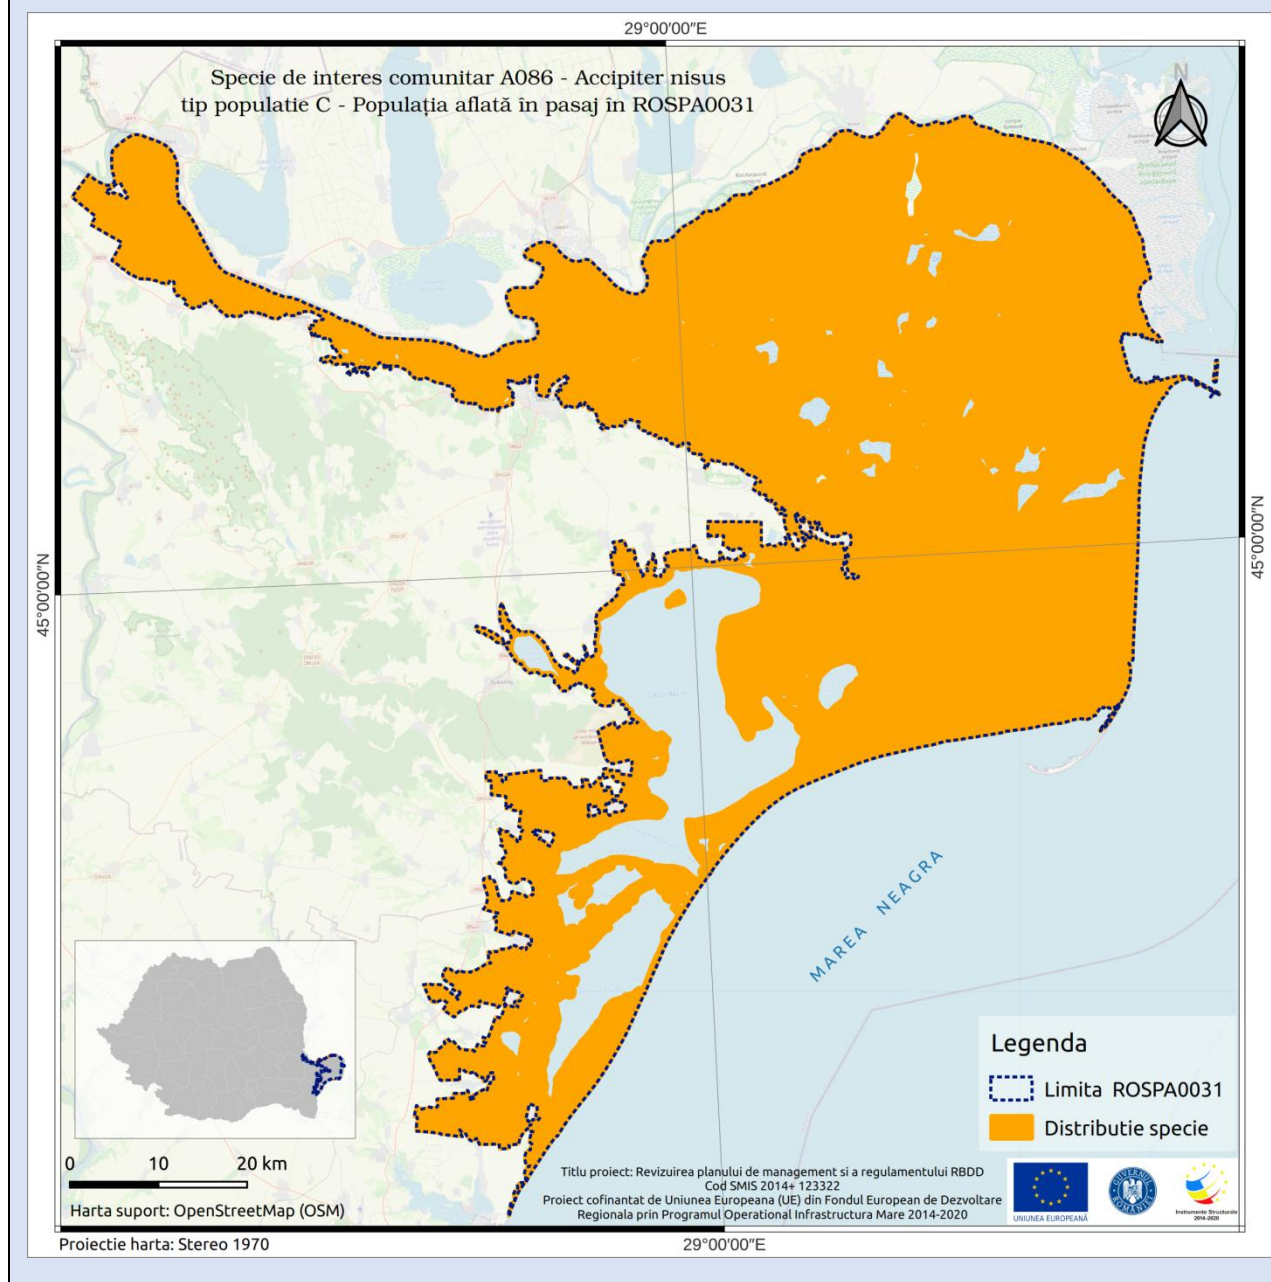 29°00′00″E
Specie de interes comunitar A086 - Accipiter nisus
tip populatie C - Populația aflată în pasaj în ROSPA0031
N
45°00′00″N
45°00′00″N
MAREA NEAGRA
Legenda
Limita ROSPA0031
Distributie specie
0 10 20 km
Harta suport: OpenStreetMap (OSM)
Titlu proiect: Revizuirea planului de management si a regulamentului RBDD
Cod SMIS 2014+ 123322
Proiect cofinantat de Uniunea Europeana (UE) din Fondul European de Dezvoltare
Regionala prin Programul Operational Infrastructura Mare 2014-2020
UNIUNEA EUROPEANĂ
GUVERNUL ROMÂNIEI
Instrumente Structurale
2014-2020
Proiectie harta: Stereo 1970
29°00′00″E